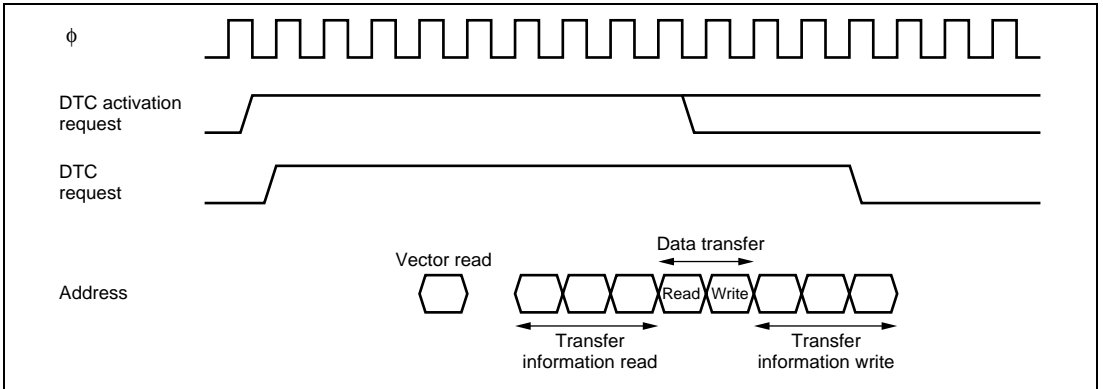 ϕ
DTC activation
request
DTC
request
Data transfer
Vector read
Address
Read Write
Transfer
information read
Transfer
information write